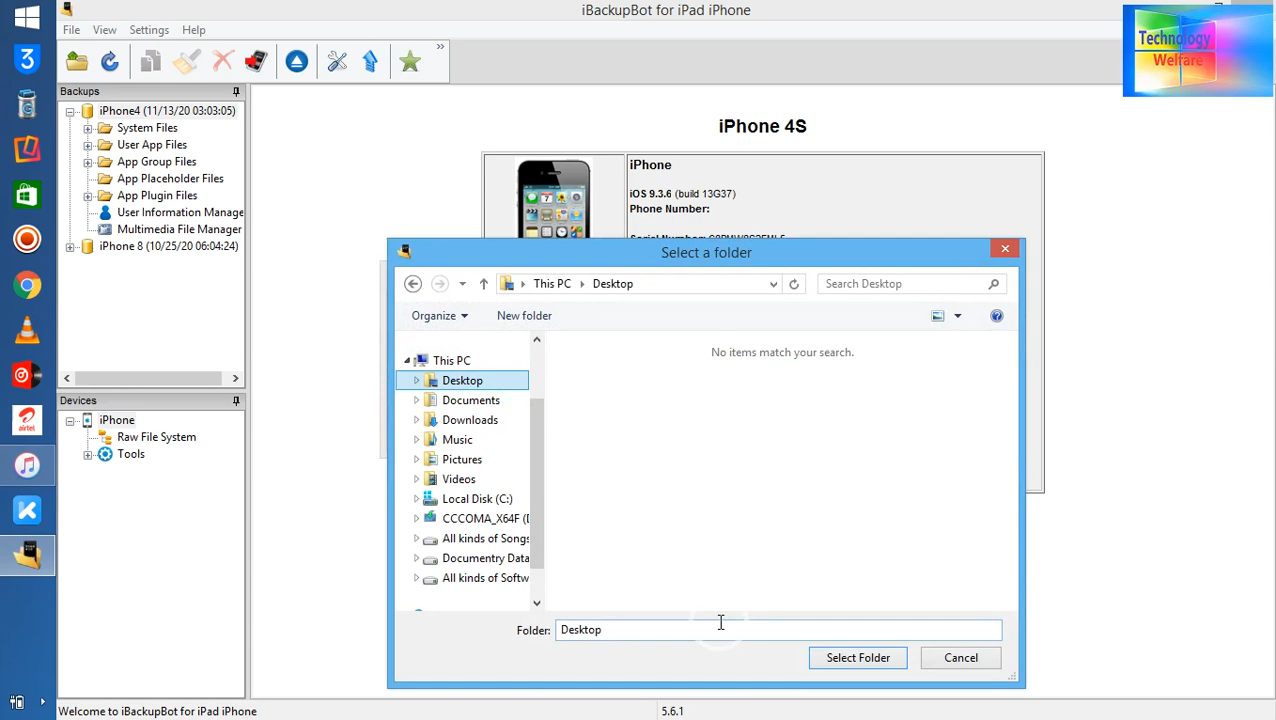 iBackupBot for iPad iPhone
File View Settings Help
»
Technology
Welfare
Backups
iPhone4 (11/13/20 03:03:05)
System Files
User App Files
App Group Files
App Placeholder Files
App Plugin Files
User Information Manage
Multimedia File Manager
iPhone 8 (10/25/20 06:04:24)
iPhone 4S
iPhone
iOS 9.3.6 (build 13G37)
Phone Number:
Select a folder
This PC Desktop
Search Desktop
Organize New folder
No items match your search.
This PC
Desktop
Documents
Downloads
Music
Pictures
Videos
Local Disk (C:)
CCCOMA_X64F (
All kinds of Songs
Documentry Data
All kinds of Softw
Folder: Desktop
Select Folder Cancel
Devices
iPhone
Raw File System
Tools
airtel
Welcome to iBackupBot for iPad iPhone 5.6.1